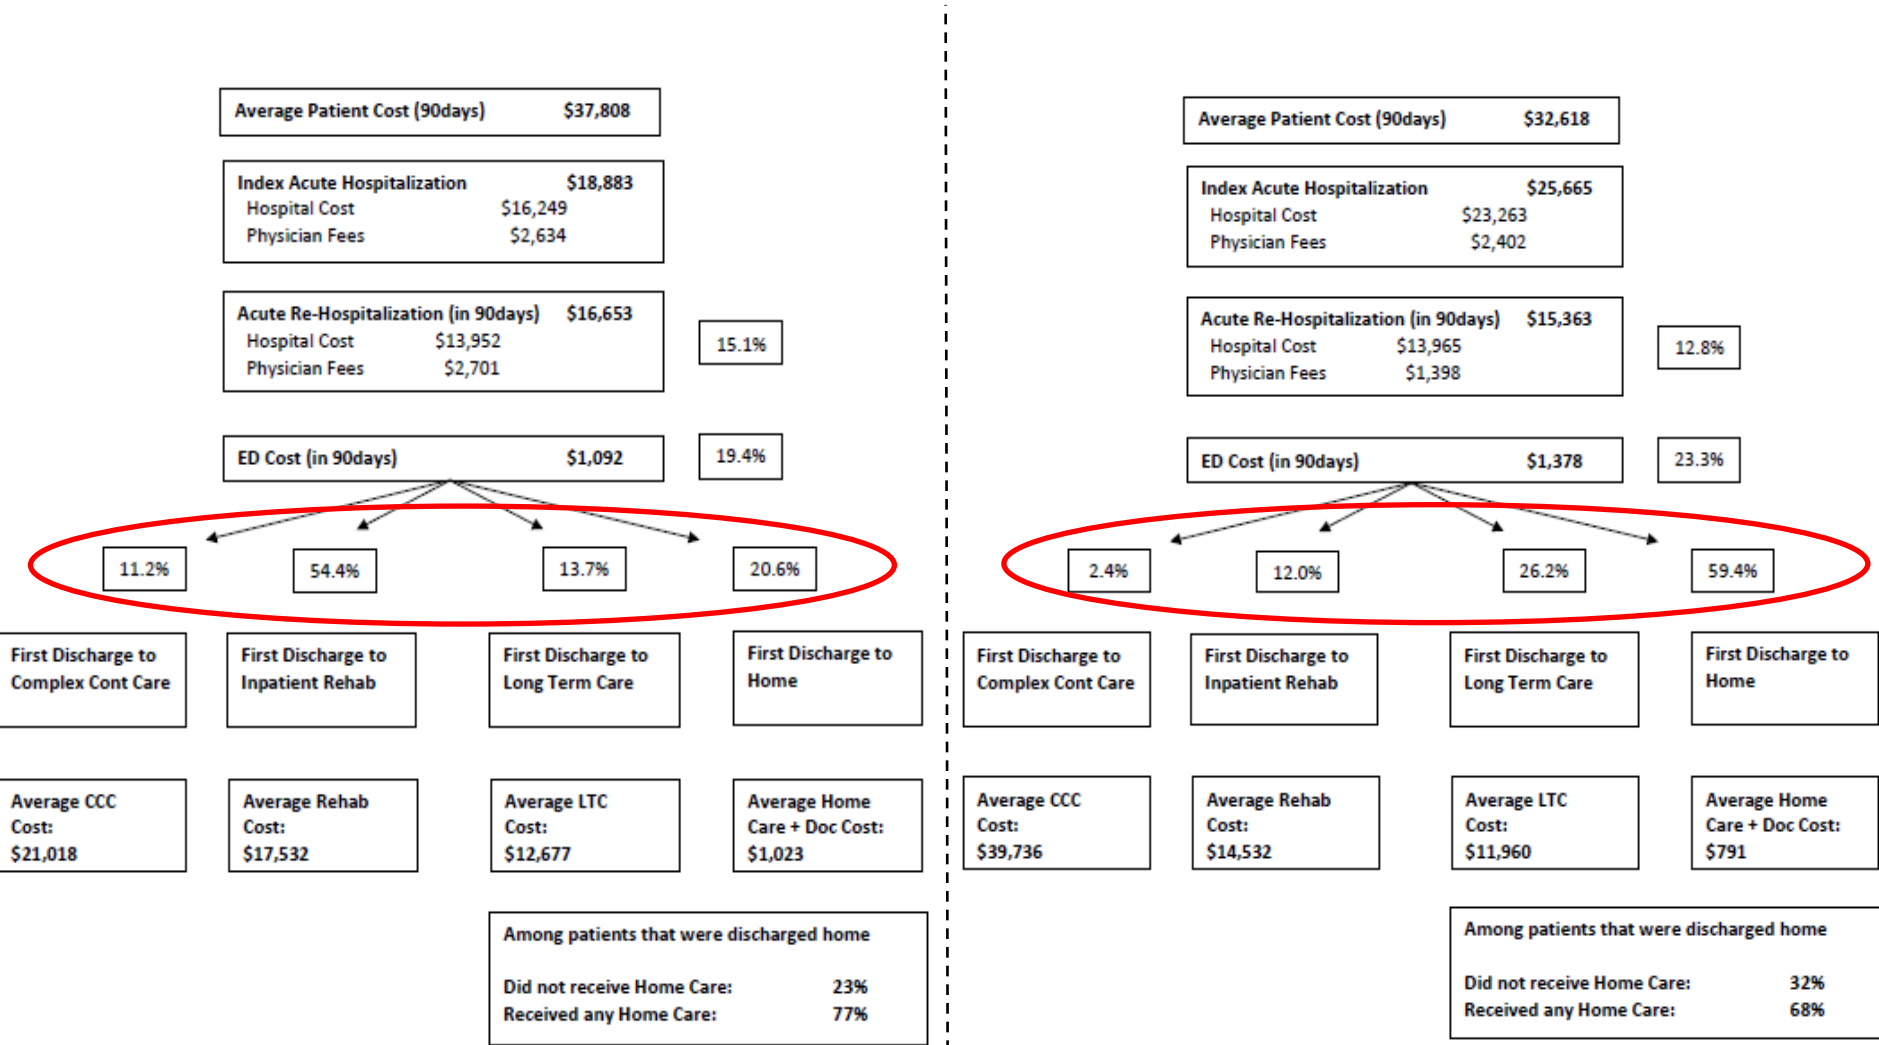 Average Patient Cost (90days) $37,808
Index Acute Hospitalization $18,883
Hospital Cost $16,249
Physician Fees $2,634
Acute Re-Hospitalization (in 90days) $16,653
Hospital Cost $13,952
Physician Fees $2,701
15.1%
ED Cost (in 90days) $1,092
19.4%
11.2%
54.4%
13.7%
20.6%
First Discharge to
Complex Cont Care
First Discharge to
Inpatient Rehab
First Discharge to
Long Term Care
First Discharge to
Home
Average CCC
Cost:
$21,018
Average Rehab
Cost:
$17,532
Average LTC
Cost:
$12,677
Average Home
Care + Doc Cost:
$1,023
Among patients that were discharged home
Did not receive Home Care: 23%
Received any Home Care: 77%
Average Patient Cost (90days) $32,618
Index Acute Hospitalization $25,665
Hospital Cost $23,263
Physician Fees $2,402
Acute Re-Hospitalization (in 90days) $15,363
Hospital Cost $13,965
Physician Fees $1,398
12.8%
ED Cost (in 90days) $1,378
23.3%
2.4%
12.0%
26.2%
59.4%
First Discharge to
Complex Cont Care
First Discharge to
Inpatient Rehab
First Discharge to
Long Term Care
First Discharge to
Home
Average CCC
Cost:
$39,736
Average Rehab
Cost:
$14,532
Average LTC
Cost:
$11,960
Average Home
Care + Doc Cost:
$791
Among patients that were discharged home
Did not receive Home Care: 32%
Received any Home Care: 68%